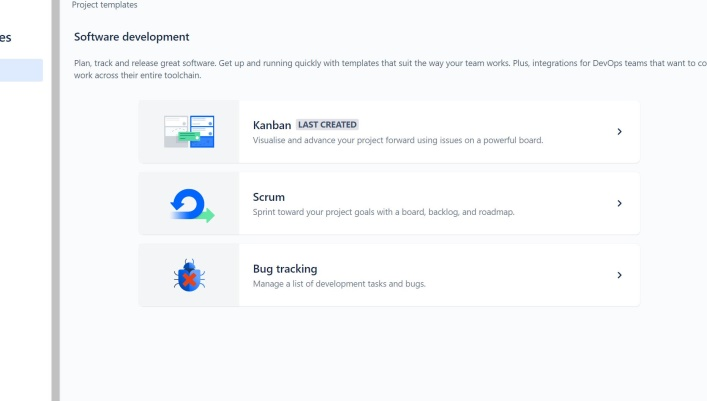 Project templates
es
Software development
Plan, track and release great software. Get up and running quickly with templates that suit the way your team works. Plus, integrations for DevOps teams that want to co
work across their entire toolchain.
Kanban LAST CREATED
Visualise and advance your project forward using issues on a powerful board.
Scrum
Sprint toward your project goals with a board, backlog, and roadmap.
Bug tracking
Manage a list of development tasks and bugs.